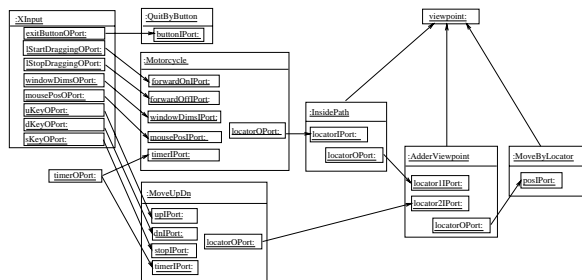 :XInput
exitButtonOPort:
lStartDraggingOPort:
lStopDraggingOPort:
windowDimsOPort:
mousePosOPort:
uKeyOPort:
dKeyOPort:
sKeyOPort:
timerOPort:
:QuitByButton
buttonIPort:
:Motorcycle
forwardOnIPort:
forwardOffIPort:
windowDimsIPort:
mousePosIPort:
timerIPort:
locatorOPort:
:MoveUpDn
upIPort:
dnIPort:
stopIPort:
timerIPort:
locatorOPort:
:InsidePath
locatorIPort:
locatorOPort:
viewpoint:
:AdderViewpoint
locator1IPort:
locator2IPort:
locatorOPort:
:MoveByLocator
posIPort: